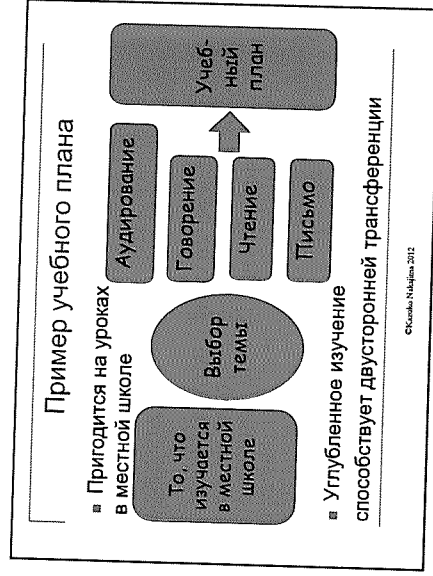 Пример учебного плана
Пригодится на уроках
в местной школе
То, что
изучается
в местной
школе
Выбор
темы
Аудирование
Говорение
Чтение
Письмо
Учеб-
ный
план
Углубленное изучение
способствует двусторонней трансференции
©Kazuko Nakajima 2012